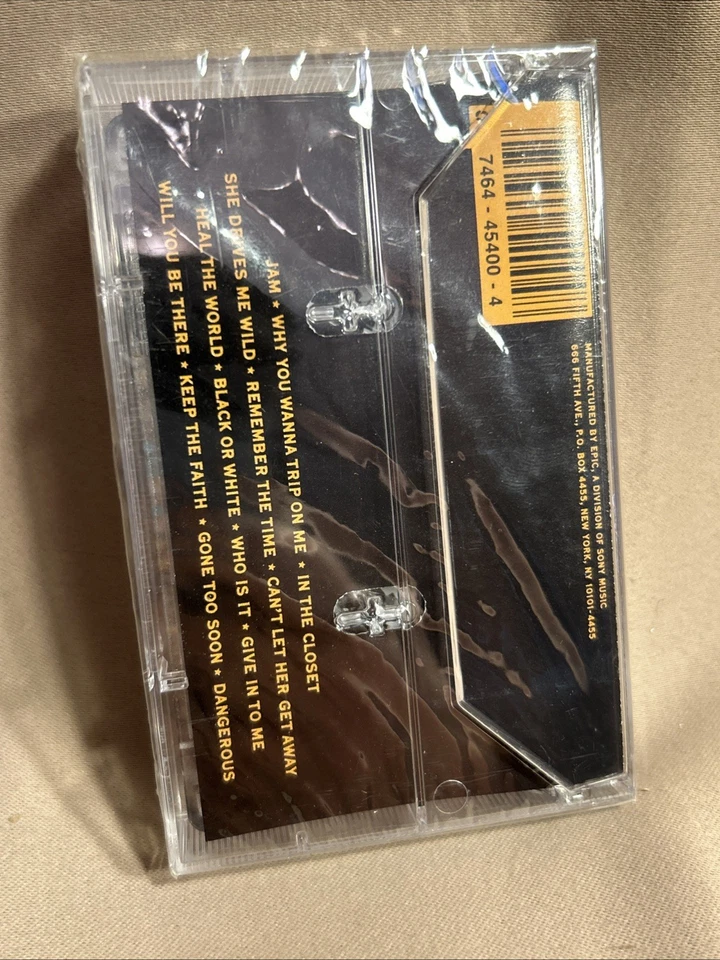 7464 - 45400 - 4
MANUFACTURED BY EPIC, A DIVISION OF SONY MUSIC
666 FIFTH AVE., P.O. BOX 4455, NEW YORK, NY 10101-4455
JAM ★ WHY YOU WANNA TRIP ON ME ★ IN THE CLOSET
SHE DRIVES ME WILD ★ REMEMBER THE TIME ★ CAN'T LET HER GET AWAY
HEAL THE WORLD ★ BLACK OR WHITE ★ WHO IS IT ★ GIVE IN TO ME
WILL YOU BE THERE ★ KEEP THE FAITH ★ GONE TOO SOON ★ DANGEROUS